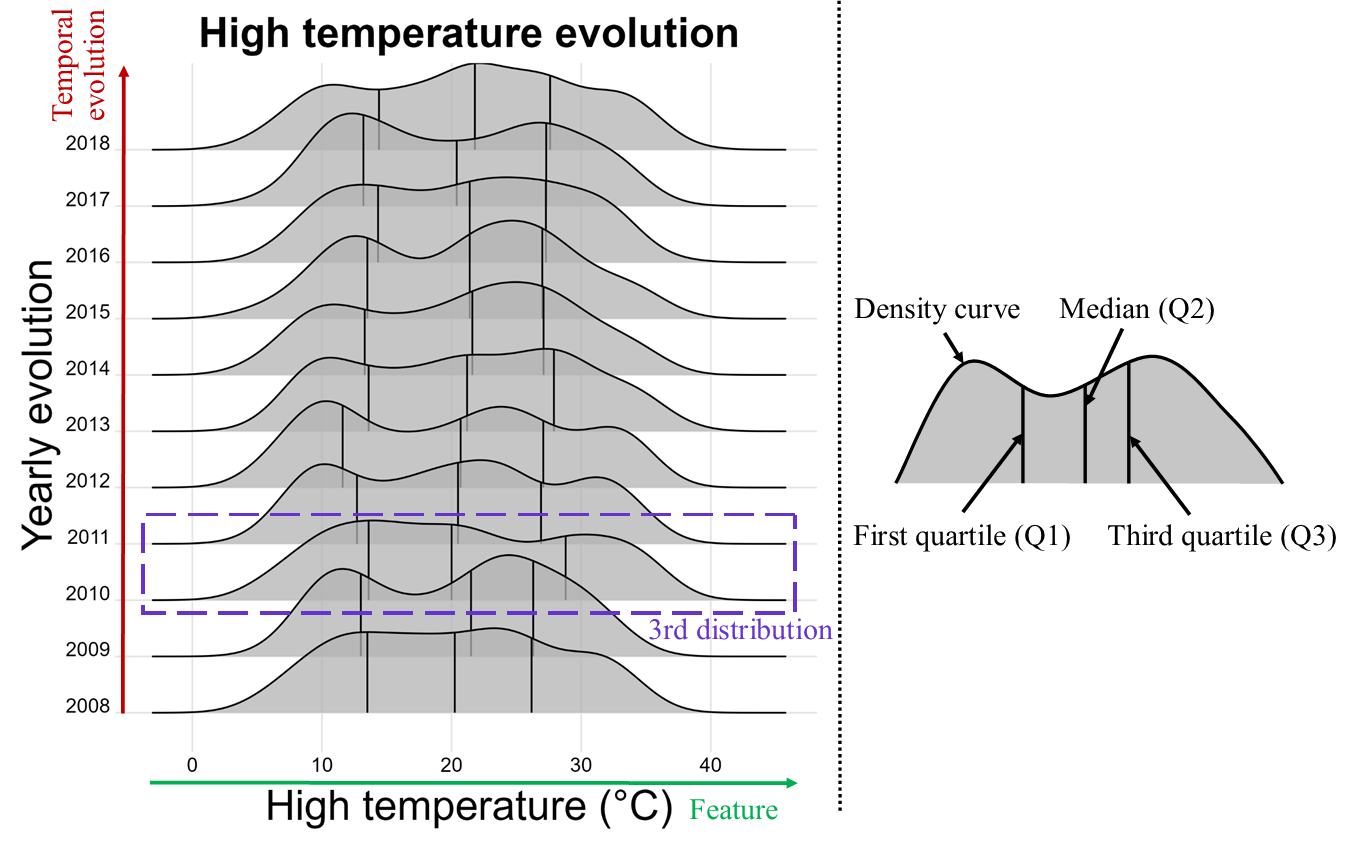 High temperature evolution
Temporal
evolution
Yearly evolution
2018
2017
2016
2015
2014
2013
2012
2011
2010
2009
2008
3rd distribution
0 10 20 30 40
High temperature (°C) Feature
Density curve Median (Q2)
First quartile (Q1) Third quartile (Q3)